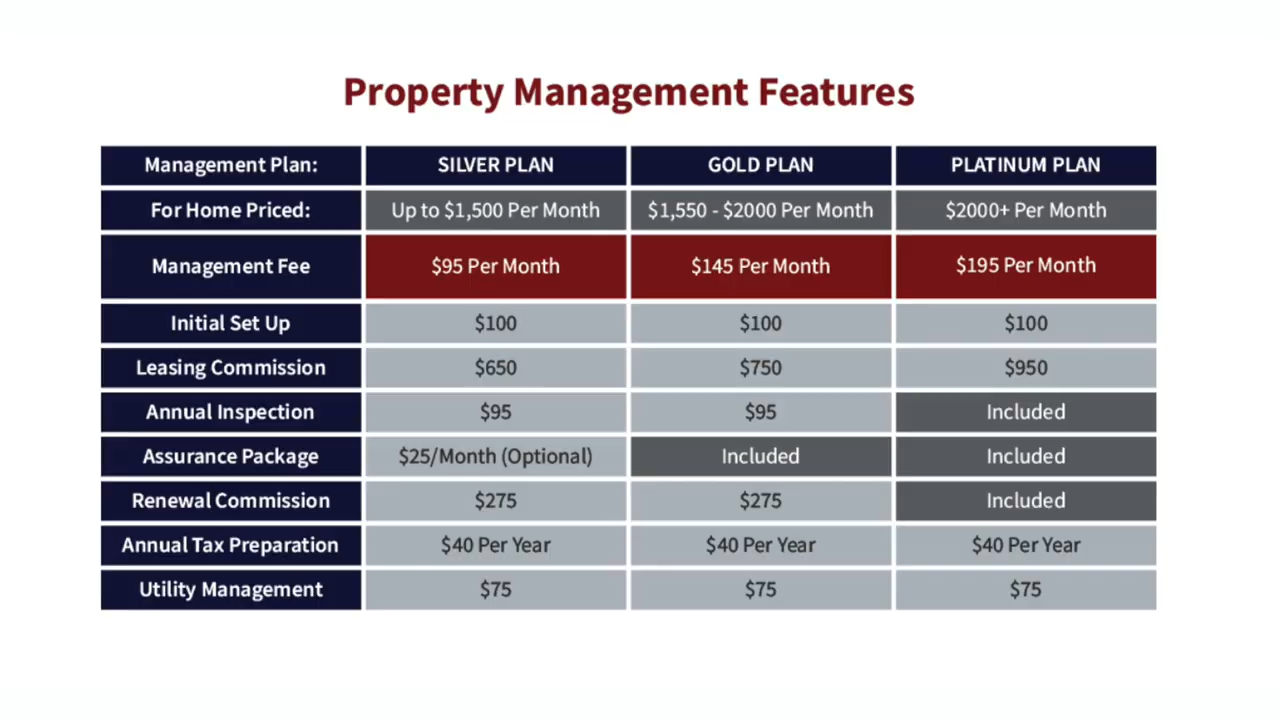 Property Management Features
Management Plan: SILVER PLAN GOLD PLAN PLATINUM PLAN
For Home Priced: Up to $1,500 Per Month $1,550 - $2000 Per Month $2000+ Per Month
Management Fee $95 Per Month $145 Per Month $195 Per Month
Initial Set Up $100 $100 $100
Leasing Commission $650 $750 $950
Annual Inspection $95 $95 Included
Assurance Package $25/Month (Optional) Included Included
Renewal Commission $275 $275 Included
Annual Tax Preparation $40 Per Year $40 Per Year $40 Per Year
Utility Management $75 $75 $75